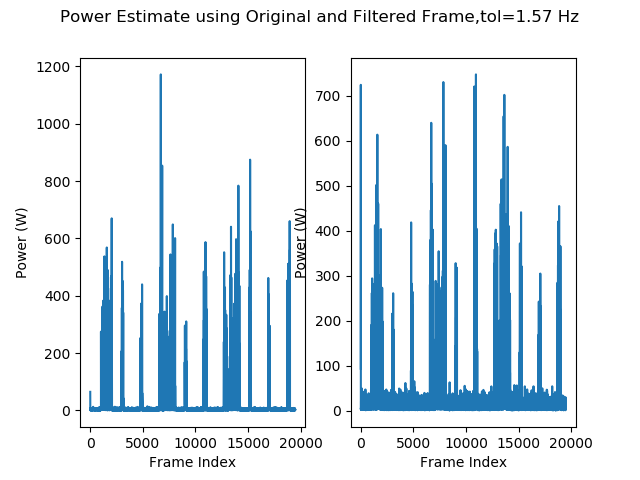 Power Estimate using Original and Filtered Frame,tol=1.57 Hz
1200
1000
800
600
400
200
0
Power (W)
0 5000 10000 15000 20000
Frame Index
700
600
500
400
300
200
100
0
Power (W)
0 5000 10000 15000 20000
Frame Index